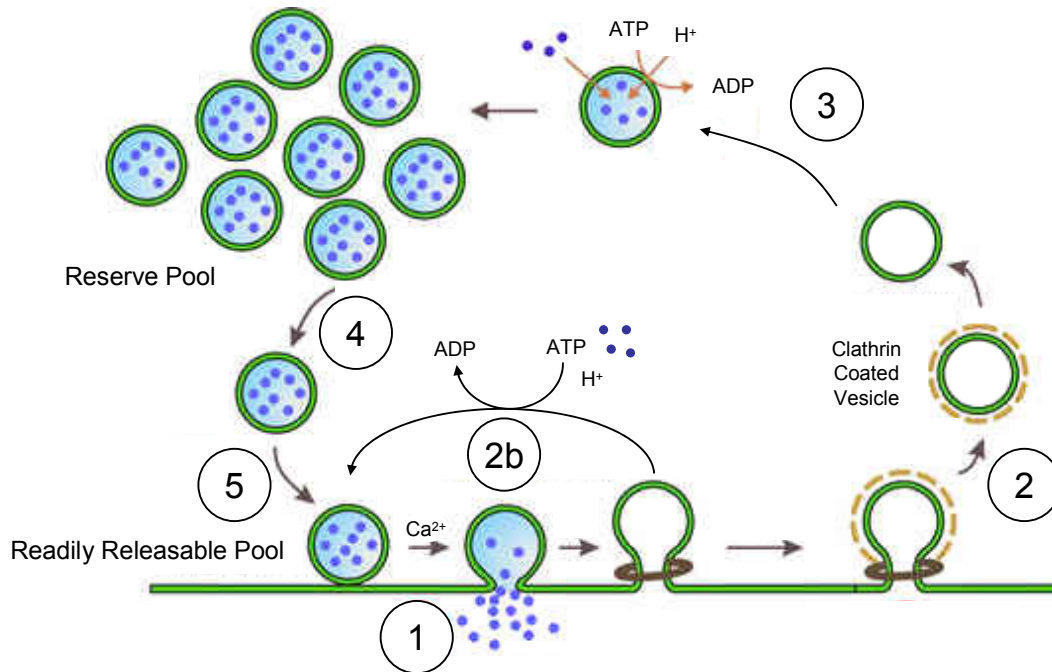 ATP
H⁺
ADP
3
Reserve Pool
4
ADP
ATP
H⁺
Clathrin
Coated
Vesicle
2b
5
2
Ca²⁺
Readily Releasable Pool
1